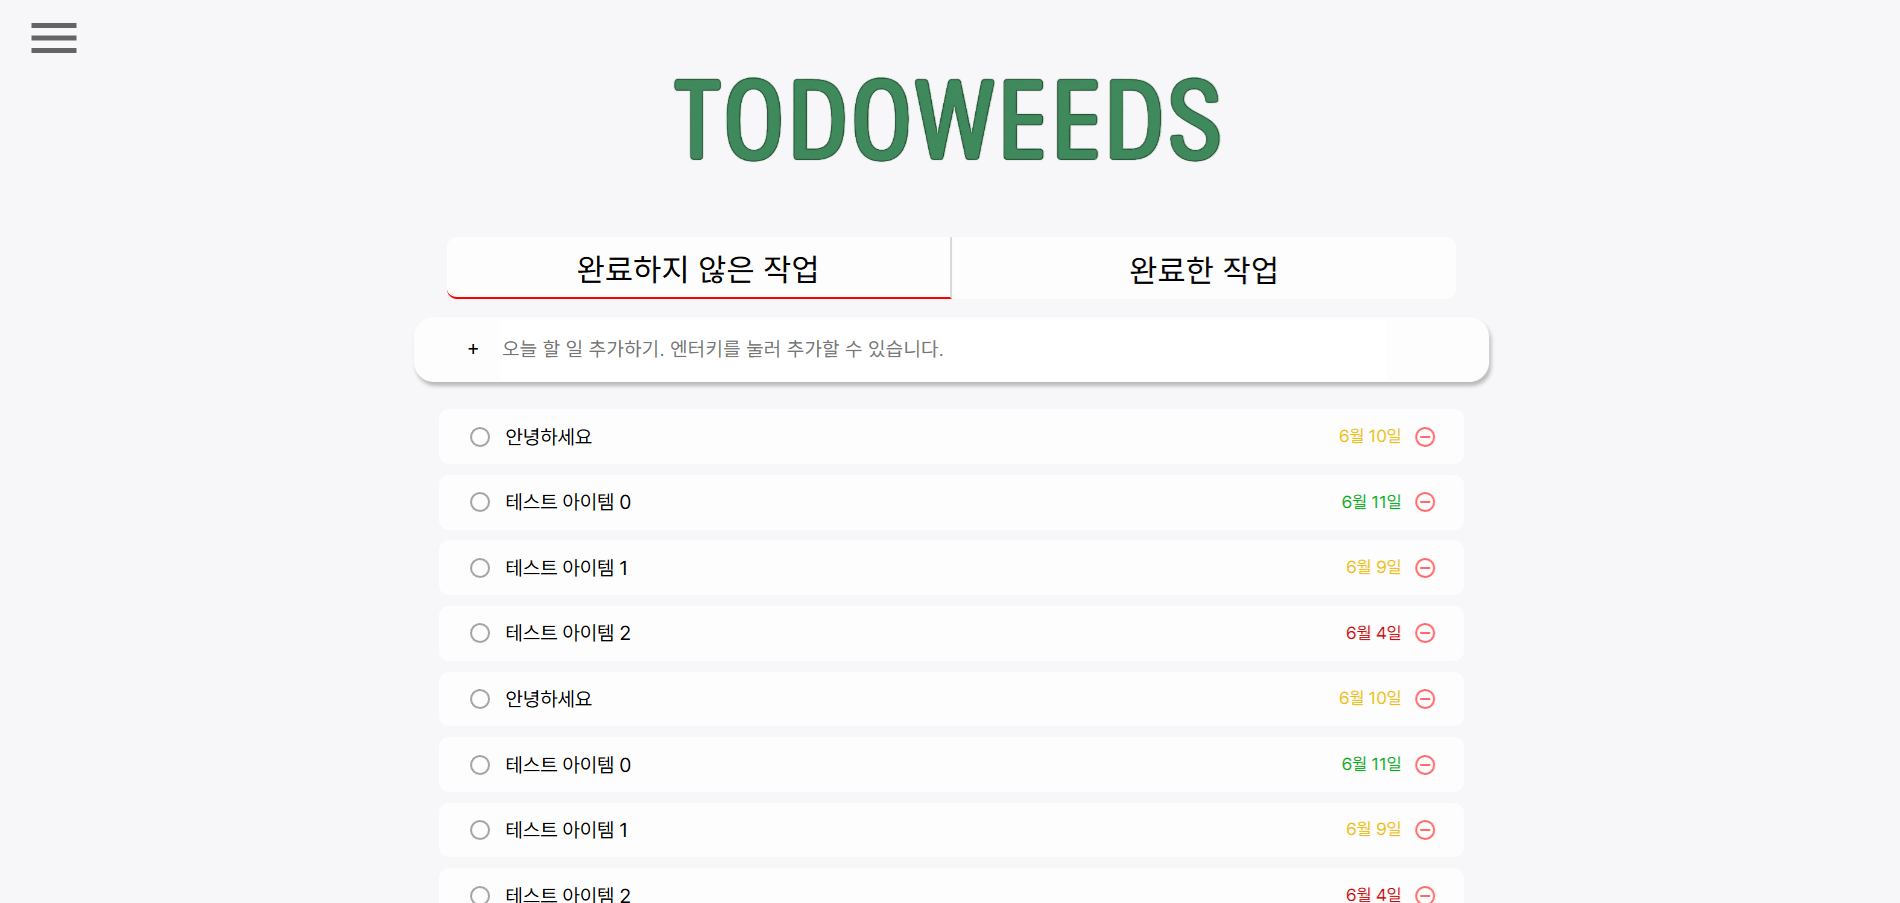 TODOWEEDS
완료하지 않은 작업 완료한 작업
+ 오늘 할 일 추가하기. 엔터키를 눌러 추가할 수 있습니다.
안녕하세요 6월 10일
테스트 아이템 0 6월 11일
테스트 아이템 1 6월 9일
테스트 아이템 2 6월 4일
안녕하세요 6월 10일
테스트 아이템 0 6월 11일
테스트 아이템 1 6월 9일
테스트 아이템 2 6월 4일